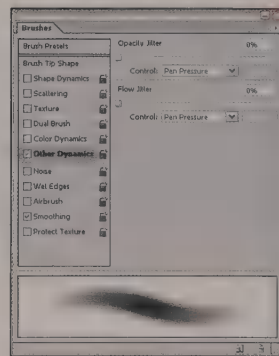 Brushes
Brush Presets
Brush Tip Shape
Shape Dynamics
Scattering
Texture
Dual Brush
Color Dynamics
Other Dynamics
Noise
Wet Edges
Airbrush
Smoothing
Protect Texture
Opacity Jitter 0%
Control: Pen Pressure
Flow Jitter 0%
Control: Pen Pressure